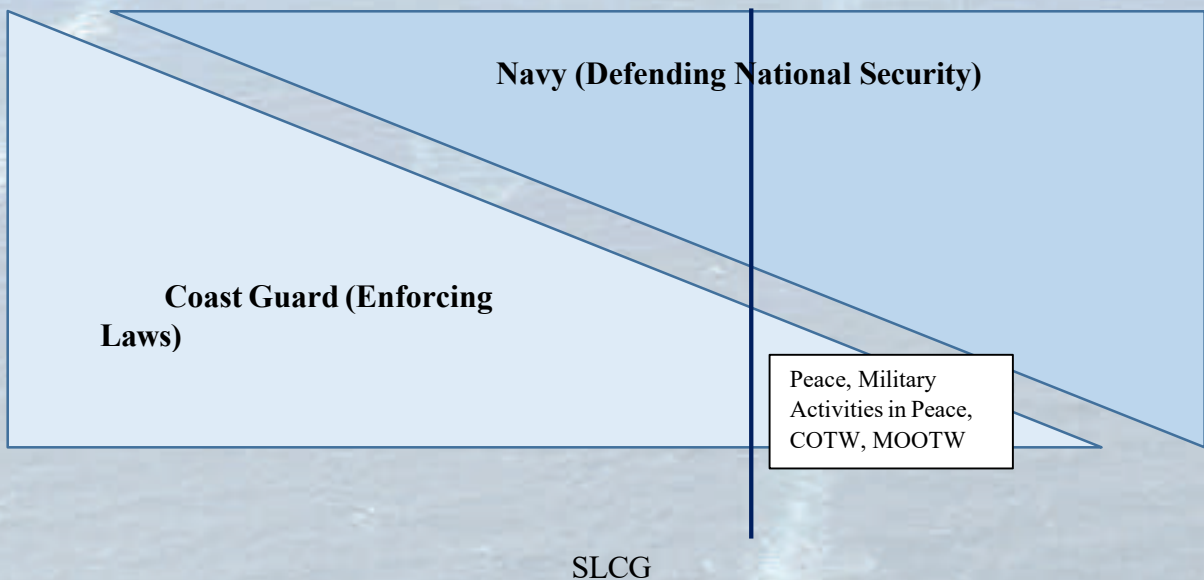 Navy (Defending National Security)
Coast Guard (Enforcing
Laws)
Peace, Military
Activities in Peace,
COTW, MOOTW
SLCG